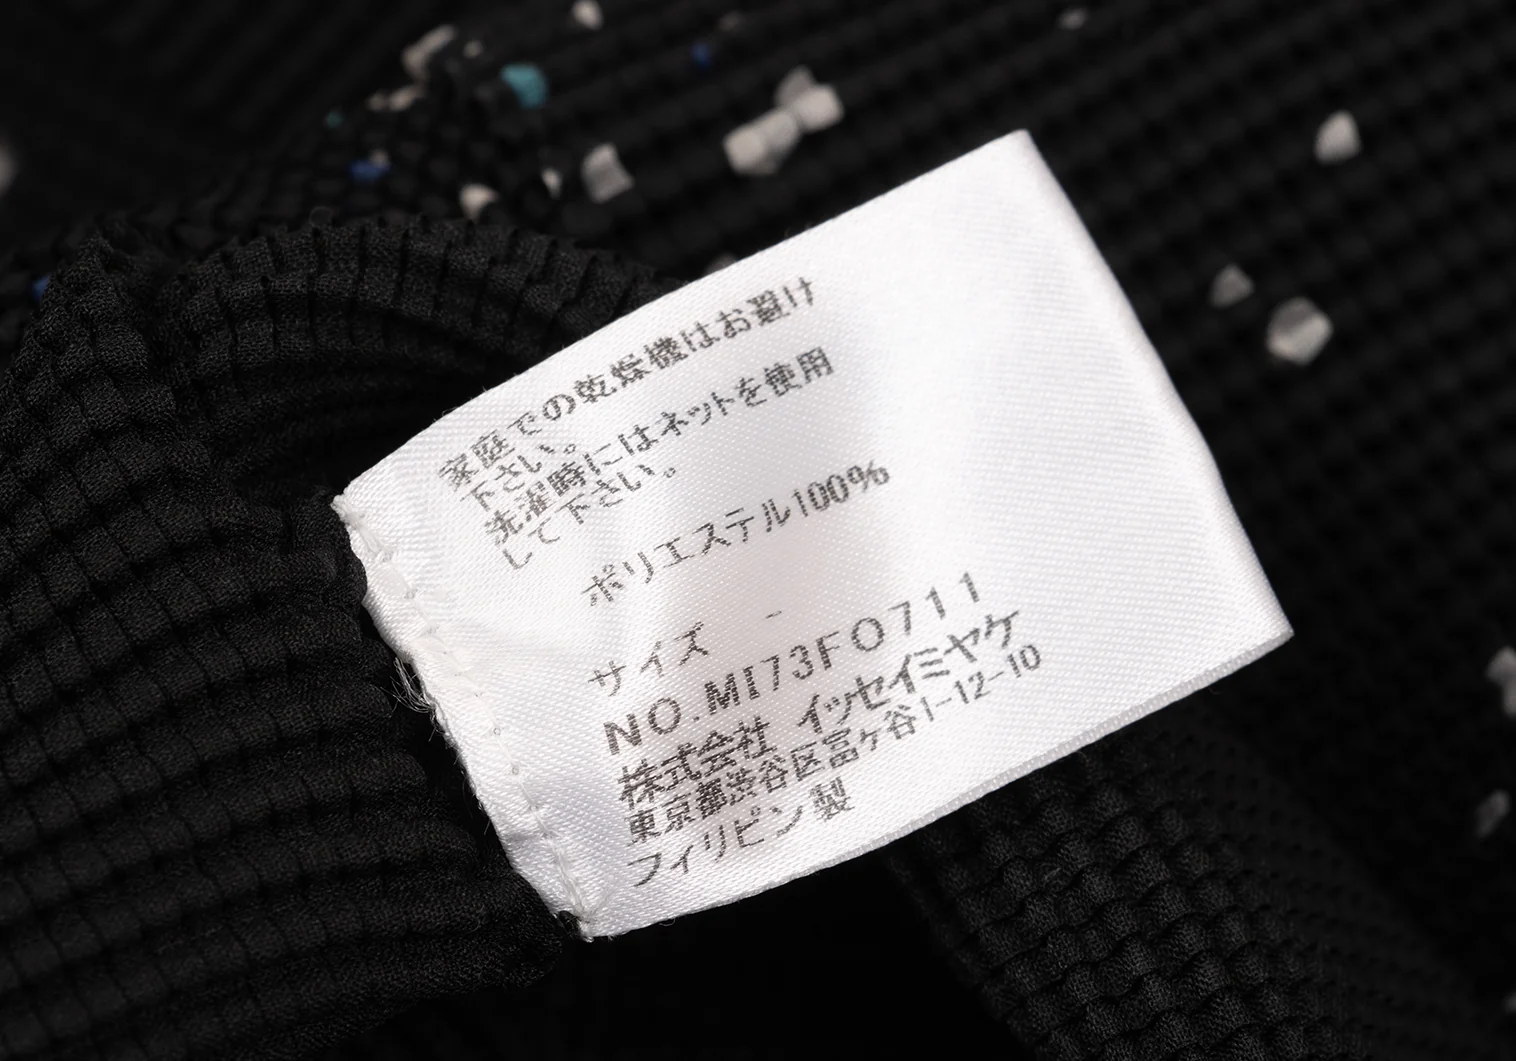 家庭での乾燥機はお避け
下さい。
洗濯時にはネットを使用
して下さい。
ポリエステル100%
サイズ -
NO.MI73FO711
株式会社 イッセイミヤケ
東京都渋谷区富ヶ谷1-12-10
フィリピン製